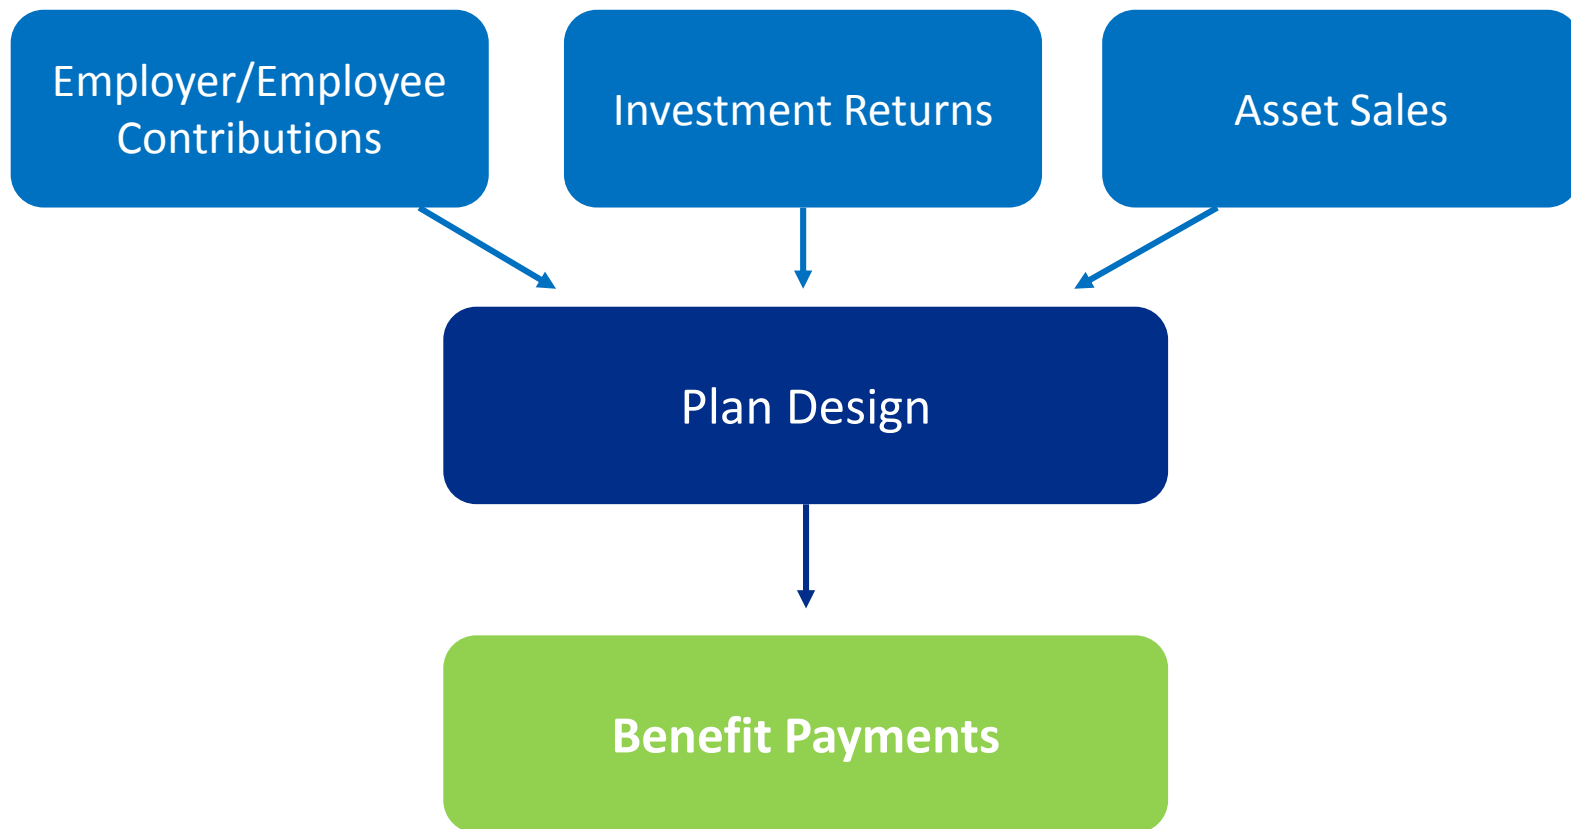 Employer/Employee
Contributions
Investment Returns
Asset Sales
Plan Design
Benefit Payments